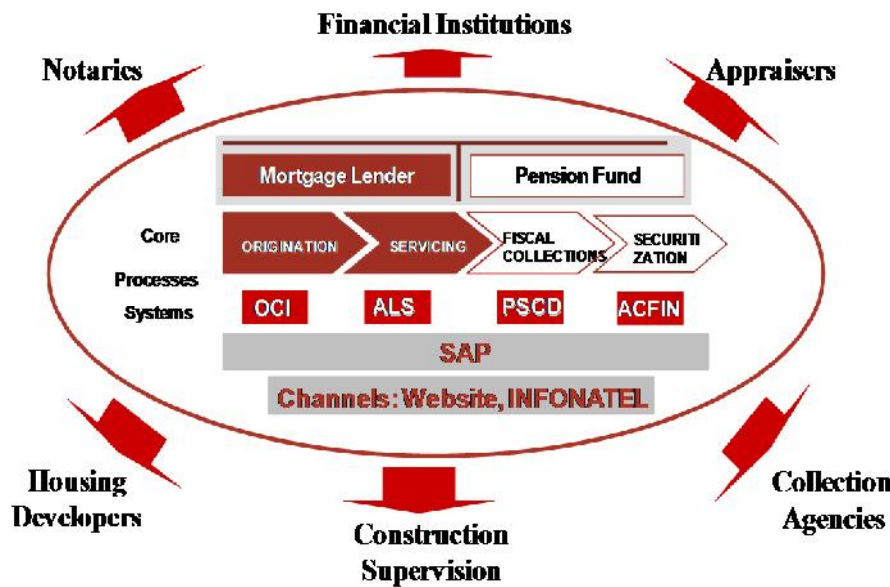 Financial Institutions
Notaries
Appraisers
Mortgage Lender
Pension Fund
Core
Processes
Systems
ORIGINATION
SERVICING
FISCAL
COLLECTIONS
SECURITI
ZATION
OCI
ALS
PSCD
ACFIN
SAP
Channels: Website, INFONATEL
Housing
Developers
Construction
Supervision
Collection
Agencies